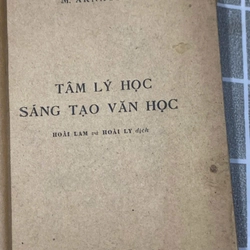 TÂM LÝ HỌC
SÁNG TẠO VĂN HỌC
HOÀI LAM và HOÀI LY dịch